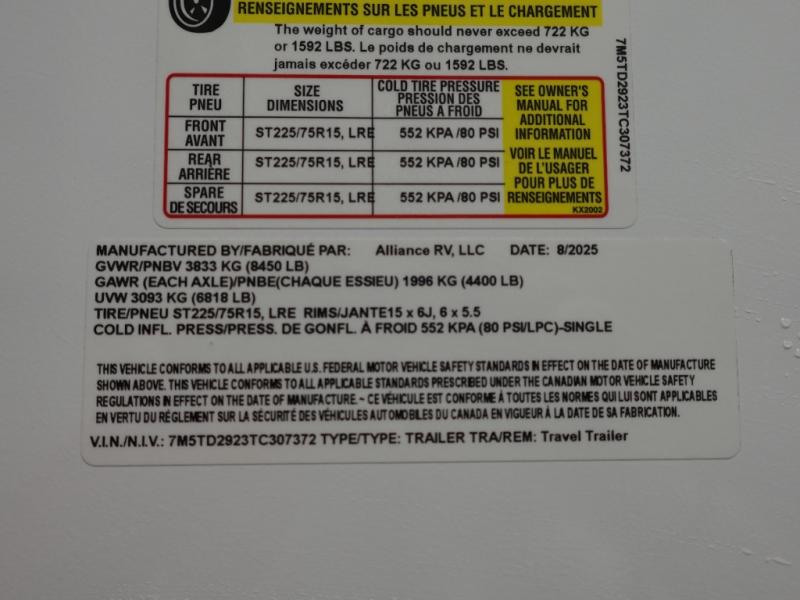 RENSEIGNEMENTS SUR LES PNEUS ET LE CHARGEMENT
The weight of cargo should never exceed 722 KG
or 1592 LBS. Le poids de chargement ne devrait
jamais excéder 722 KG ou 1592 LBS.
TIRE PNEU SIZE DIMENSIONS COLD TIRE PRESSURE PRESSION DES PNEUS A FROID
FRONT AVANT ST225/75R15, LRE 552 KPA /80 PSI
REAR ARRIÈRE ST225/75R15, LRE 552 KPA /80 PSI
SPARE DE SECOURS ST225/75R15, LRE 552 KPA /80 PSI
SEE OWNER'S
MANUAL FOR
ADDITIONAL
INFORMATION
VOIR LE MANUEL
DE L'USAGER
POUR PLUS DE
RENSEIGNEMENTS
KX2002
7M5TD2923TC307372
MANUFACTURED BY/FABRIQUÉ PAR: Alliance RV, LLC DATE: 8/2025
GVWR/PNBV 3833 KG (8450 LB)
GAWR (EACH AXLE)/PNBE(CHAQUE ESSIEU) 1996 KG (4400 LB)
UVW 3093 KG (6818 LB)
TIRE/PNEU ST225/75R15, LRE RIMS/JANTE15 x 6J, 6 x 5.5
COLD INFL. PRESS/PRESS. DE GONFL. À FROID 552 KPA (80 PSI/LPC)-SINGLE
THIS VEHICLE CONFORMS TO ALL APPLICABLE U.S. FEDERAL MOTOR VEHICLE SAFETY STANDARDS IN EFFECT ON THE DATE OF MANUFACTURE
SHOWN ABOVE. THIS VEHICLE CONFORMS TO ALL APPLICABLE STANDARDS PRESCRIBED UNDER THE CANADIAN MOTOR VEHICLE SAFETY
REGULATIONS IN EFFECT ON THE DATE OF MANUFACTURE. ~ CE VÉHICULE EST CONFORME À TOUTES LES NORMES QUI LUI SONT APPLICABLES
EN VERTU DU RÈGLEMENT SUR LA SÉCURITÉ DES VÉHICULES AUTOMOBILES DU CANADA EN VIGUEUR À LA DATE DE SA FABRICATION.
V.I.N./N.I.V.: 7M5TD2923TC307372 TYPE/TYPE: TRAILER TRA/REM: Travel Trailer